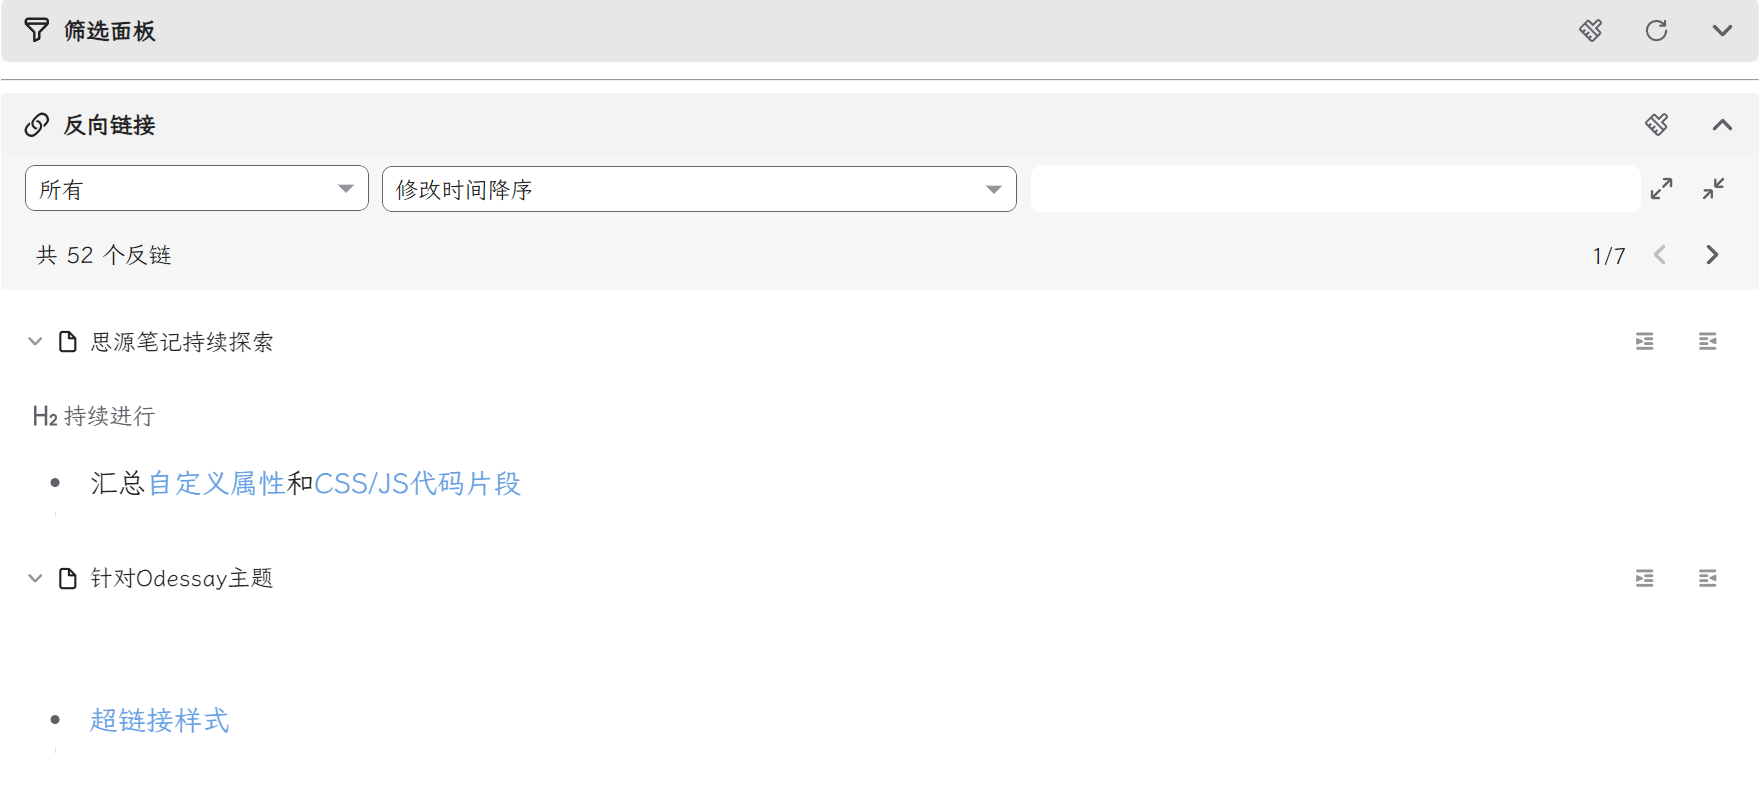 筛选面板
反向链接
所有
修改时间降序
共 52 个反链
1/7
思源笔记持续探索
H2 持续进行
汇总自定义属性和CSS/JS代码片段
针对Odessay主题
超链接样式